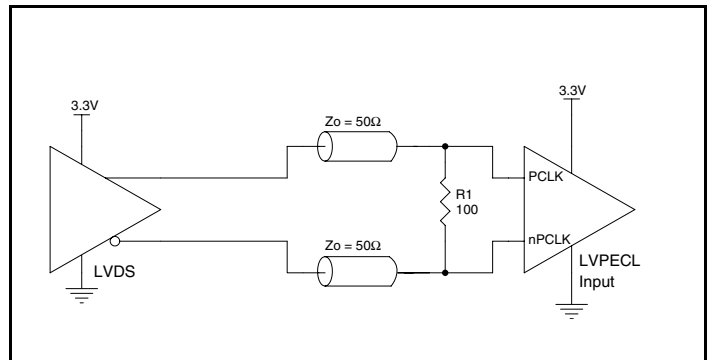 3.3V
3.3V
Zo = 50Ω
PCLK
R1
100
nPCLK
Zo = 50Ω
LVDS
LVPECL
Input